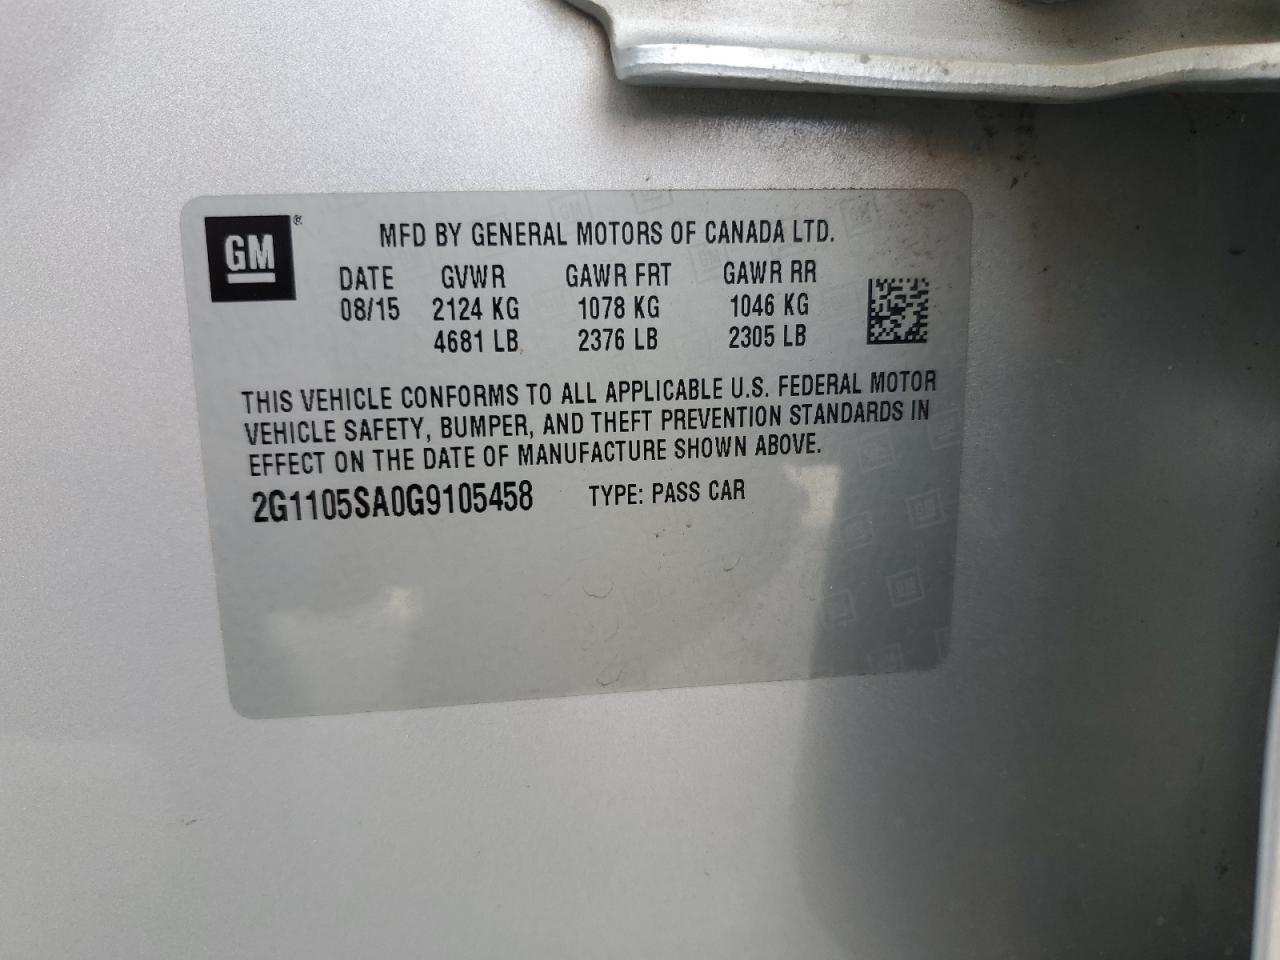 GM ®
MFD BY GENERAL MOTORS OF CANADA LTD.
DATE GVWR GAWR FRT GAWR RR
08/15 2124 KG 1078 KG 1046 KG
4681 LB 2376 LB 2305 LB
THIS VEHICLE CONFORMS TO ALL APPLICABLE U.S. FEDERAL MOTOR
VEHICLE SAFETY, BUMPER, AND THEFT PREVENTION STANDARDS IN
EFFECT ON THE DATE OF MANUFACTURE SHOWN ABOVE.
2G1105SA0G9105458 TYPE: PASS CAR